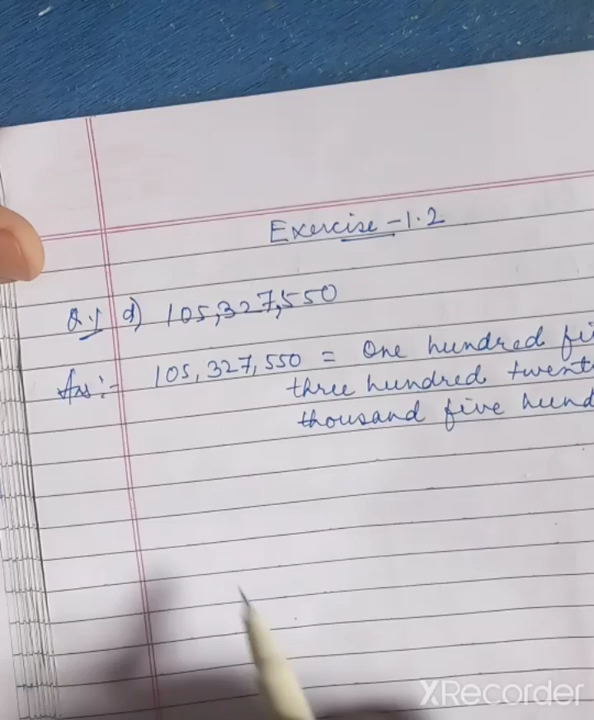 Exercise - 1.2
Q.1 d) 105,327,550
Ans:- 105,327,550 = One hundred
three hundred
thousand five
XRecorder